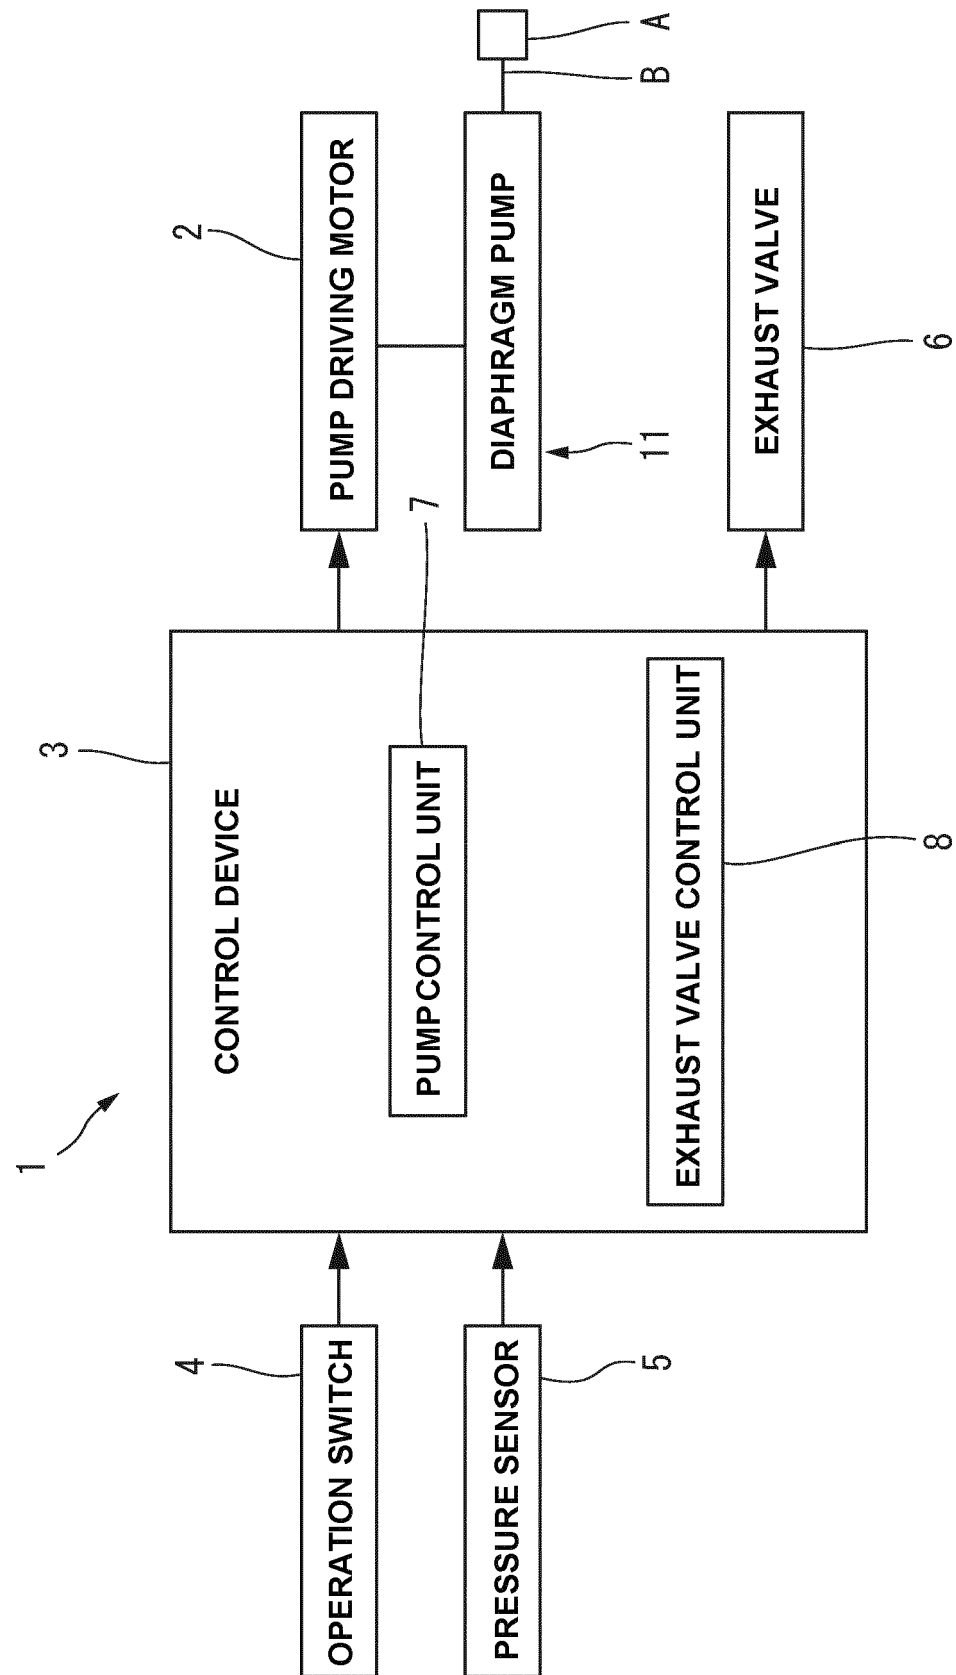 1
3
CONTROL DEVICE
4
OPERATION SWITCH
PRESSURE SENSOR
5
7
PUMP CONTROL UNIT
EXHAUST VALVE CONTROL UNIT
8
2
PUMP DRIVING MOTOR
DIAPHRAGM PUMP
11
A
B
EXHAUST VALVE
6